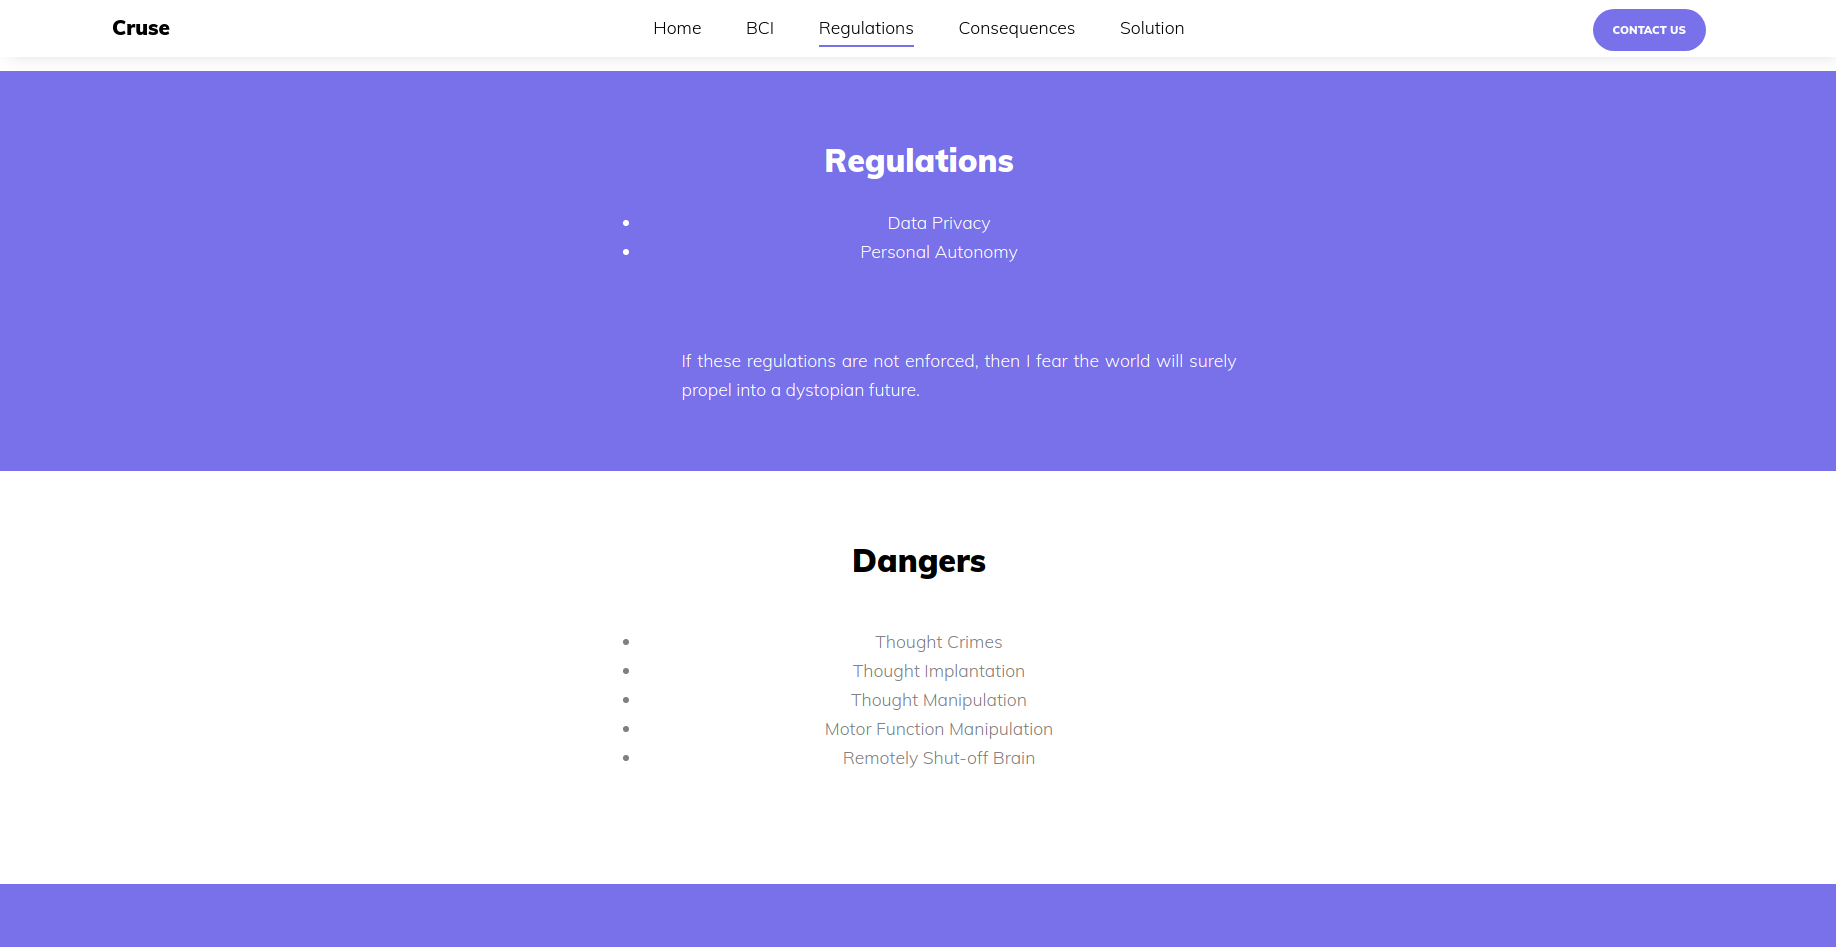 Cruse
Home BCI Regulations Consequences Solution
CONTACT US
Regulations
• Data Privacy
• Personal Autonomy
If these regulations are not enforced, then I fear the world will surely
propel into a dystopian future.
Dangers
• Thought Crimes
• Thought Implantation
• Thought Manipulation
• Motor Function Manipulation
• Remotely Shut-off Brain